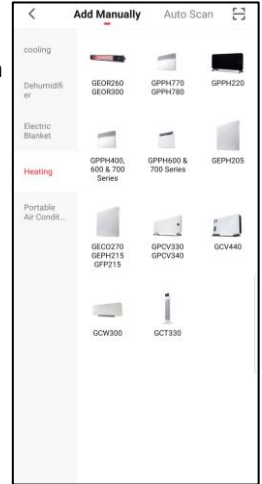 Add Manually
Auto Scan
cooling
Dehumidifi
er
Electric
Blanket
Heating
Portable
Air Condit...
GEOR260
GEOR300
GPPH770
GPPH780
GPPH220
GPPH400,
600 & 700
Series
GPPH600 &
700 Series
GEPH205
GECO270
GEPH215
GFP215
GPCV330
GPCV340
GCV440
GCW300
GCT330